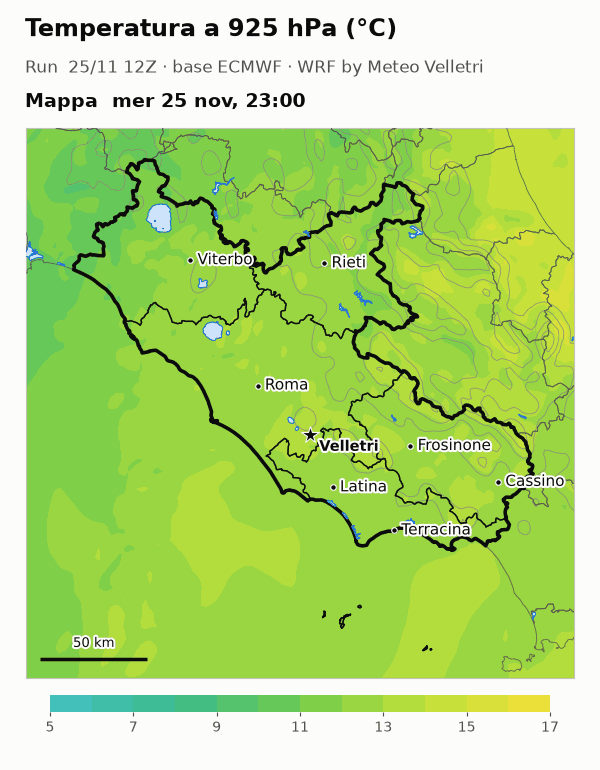 Temperatura a 925 hPa (°C)
Run  25/11 12Z · base ECMWF · WRF by Meteo Velletri
Mappa  mer 25 nov, 23:00
Viterbo
Rieti
Roma
Velletri
Frosinone
Cassino
Latina
Terracina
50 km
5 7 9 11 13 15 17